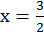 x = 3/2